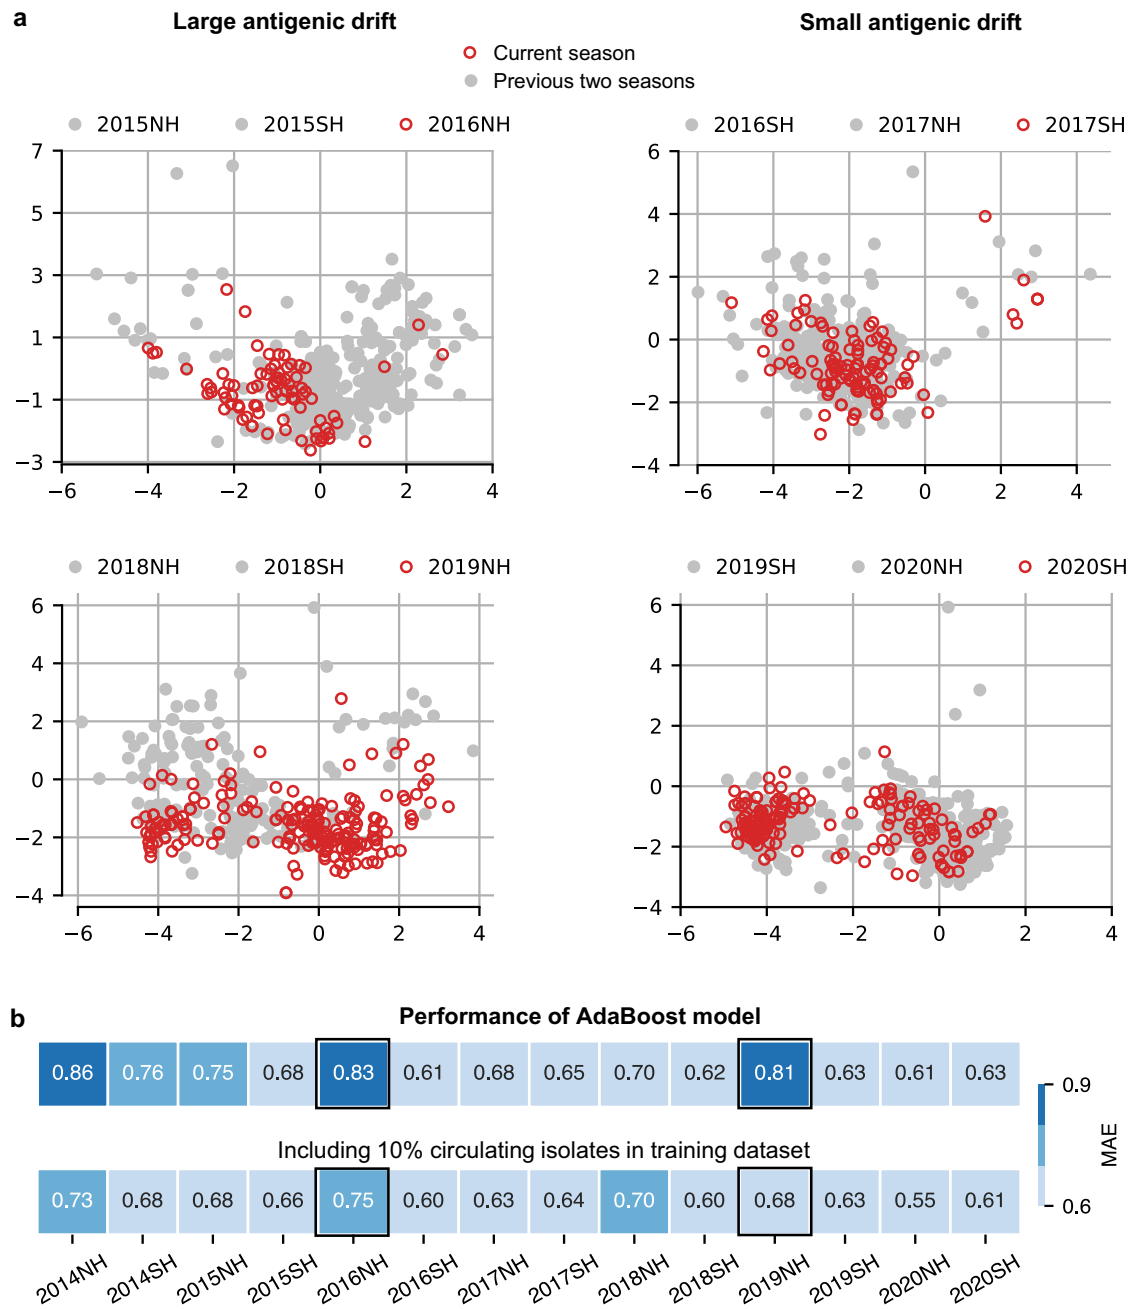 a
Large antigenic drift
Small antigenic drift
Current season
Previous two seasons
2015NH 2015SH 2016NH
7
5
3
1
−1
−3
−6 −4 −2 0 2 4
2016SH 2017NH 2017SH
6
4
2
0
−2
−4
−6 −4 −2 0 2 4
2018NH 2018SH 2019NH
6
4
2
0
−2
−4
−6 −4 −2 0 2 4
2019SH 2020NH 2020SH
6
4
2
0
−2
−4
−6 −4 −2 0 2 4
b
Performance of AdaBoost model
0.86 0.76 0.75 0.68 0.83 0.61 0.68 0.65 0.70 0.62 0.81 0.63 0.61 0.63
Including 10% circulating isolates in training dataset
0.73 0.68 0.68 0.66 0.75 0.60 0.63 0.64 0.70 0.60 0.68 0.63 0.55 0.61
2014NH 2014SH 2015NH 2015SH 2016NH 2016SH 2017NH 2017SH 2018NH 2018SH 2019NH 2019SH 2020NH 2020SH
0.9
0.6
MAE